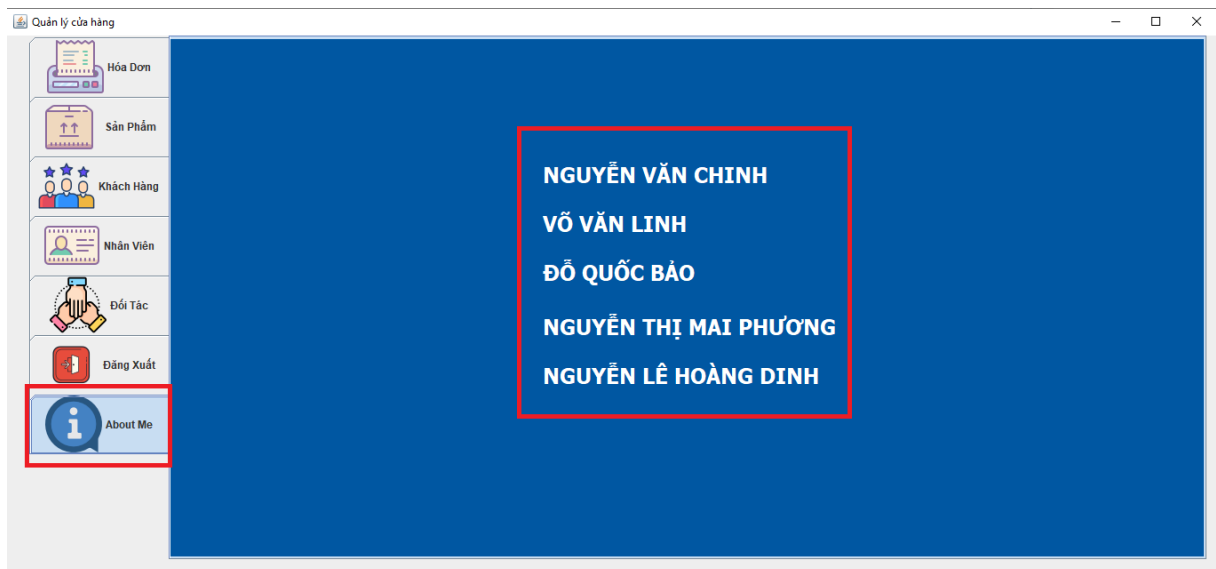 Quản lý cửa hàng
Hóa Dơn
Sản Phẩm
Khách Hàng
Nhân Viên
Đối Tác
Đăng Xuất
About Me
NGUYỄN VĂN CHINH
VÕ VĂN LINH
ĐỖ QUỐC BẢO
NGUYỄN THỊ MAI PHƯƠNG
NGUYỄN LÊ HOÀNG DINH